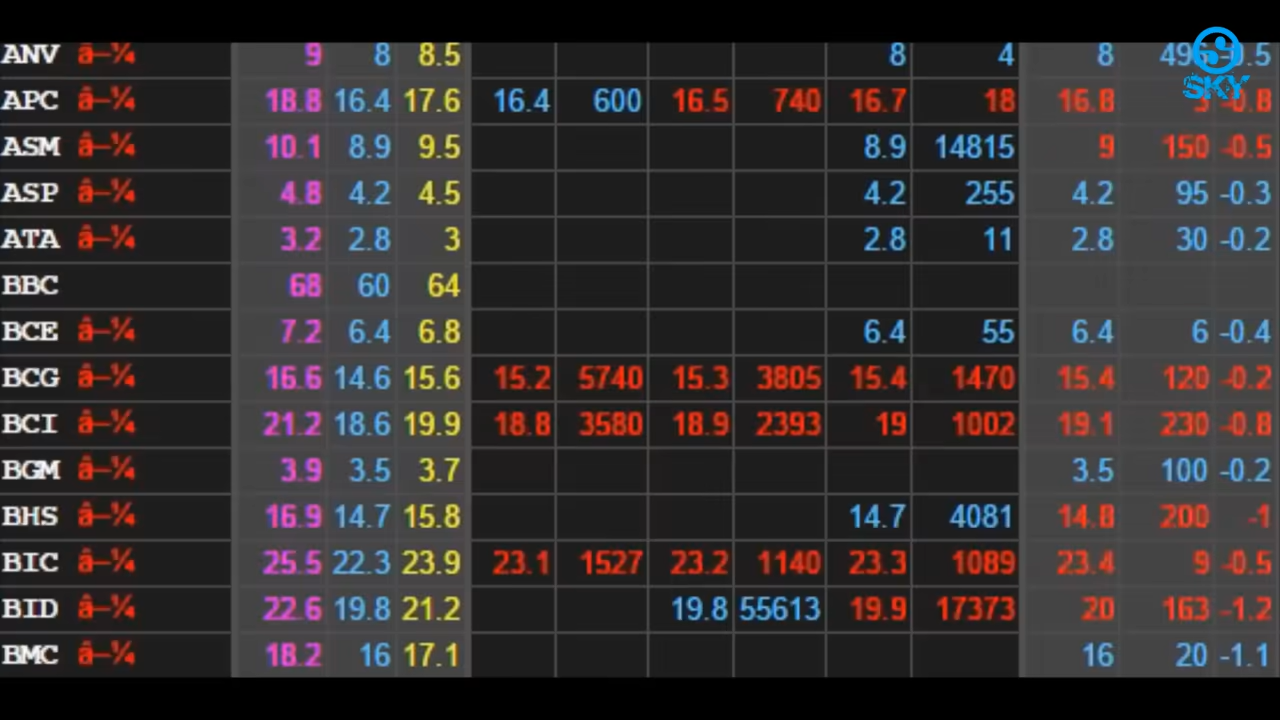 ANV â–¼ 9 8 8.5 8 4 8 496 -0.5
SKY
APC â–¼ 18.8 16.4 17.6 16.4 600 16.5 740 16.7 18 16.8 -0.8
ASM â–¼ 10.1 8.9 9.5 8.9 14815 9 150 -0.5
ASP â–¼ 4.8 4.2 4.5 4.2 255 4.2 95 -0.3
ATA â–¼ 3.2 2.8 3 2.8 11 2.8 30 -0.2
BBC 68 60 64
BCE â–¼ 7.2 6.4 6.8 6.4 55 6.4 6 -0.4
BCG â–¼ 16.6 14.6 15.6 15.2 5740 15.3 3805 15.4 1470 15.4 120 -0.2
BCI â–¼ 21.2 18.6 19.9 18.8 3580 18.9 2393 19 1002 19.1 230 -0.8
BGM â–¼ 3.9 3.5 3.7 3.5 100 -0.2
BHS â–¼ 16.9 14.7 15.8 14.7 4081 14.8 200 -1
BIC â–¼ 25.5 22.3 23.9 23.1 1527 23.2 1140 23.3 1089 23.4 9 -0.5
BID â–¼ 22.6 19.8 21.2 19.8 55613 19.9 17373 20 163 -1.2
BMC â–¼ 18.2 16 17.1 16 20 -1.1